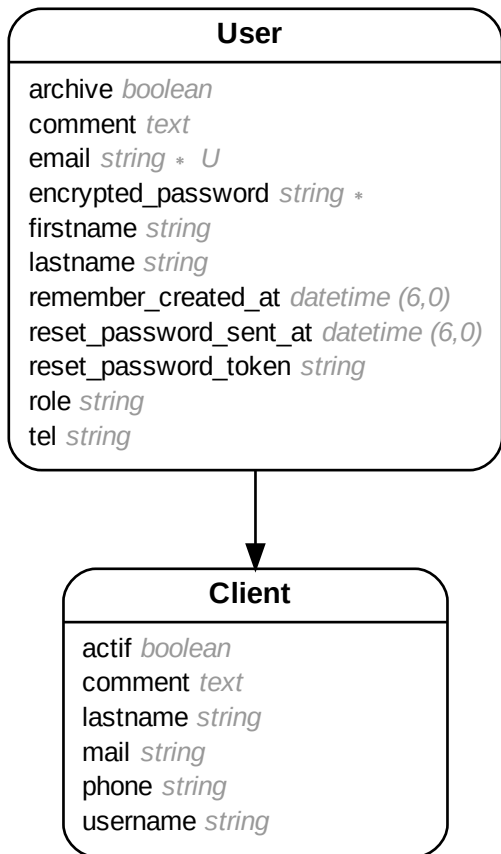 User
archive boolean
comment text
email string ∗ U
encrypted_password string ∗
firstname string
lastname string
remember_created_at datetime (6,0)
reset_password_sent_at datetime (6,0)
reset_password_token string
role string
tel string
Client
actif boolean
comment text
lastname string
mail string
phone string
username string